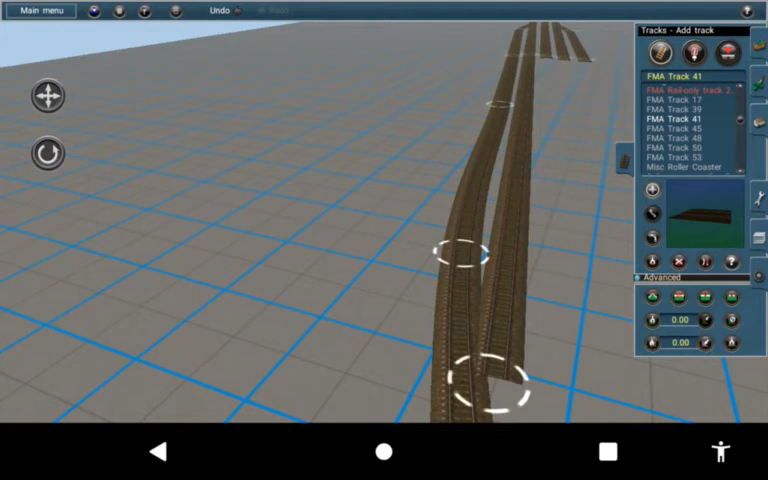 Main menu
Undo
Redo
Tracks - Add track
FMA Track 41
FMA Rail-only track 2..
FMA Track 17
FMA Track 39
FMA Track 41
FMA Track 45
FMA Track 48
FMA Track 50
FMA Track 53
Misc Roller Coaster
?
Advanced
0.00
0.00